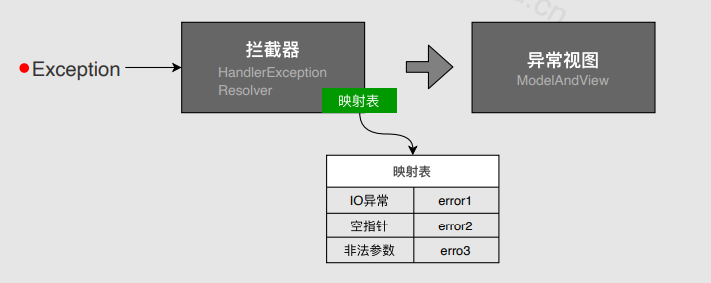 Exception
拦截器
HandlerException
Resolver
映射表
异常视图
ModelAndView
映射表
IO异常 error1
空指针 error2
非法参数 erro3